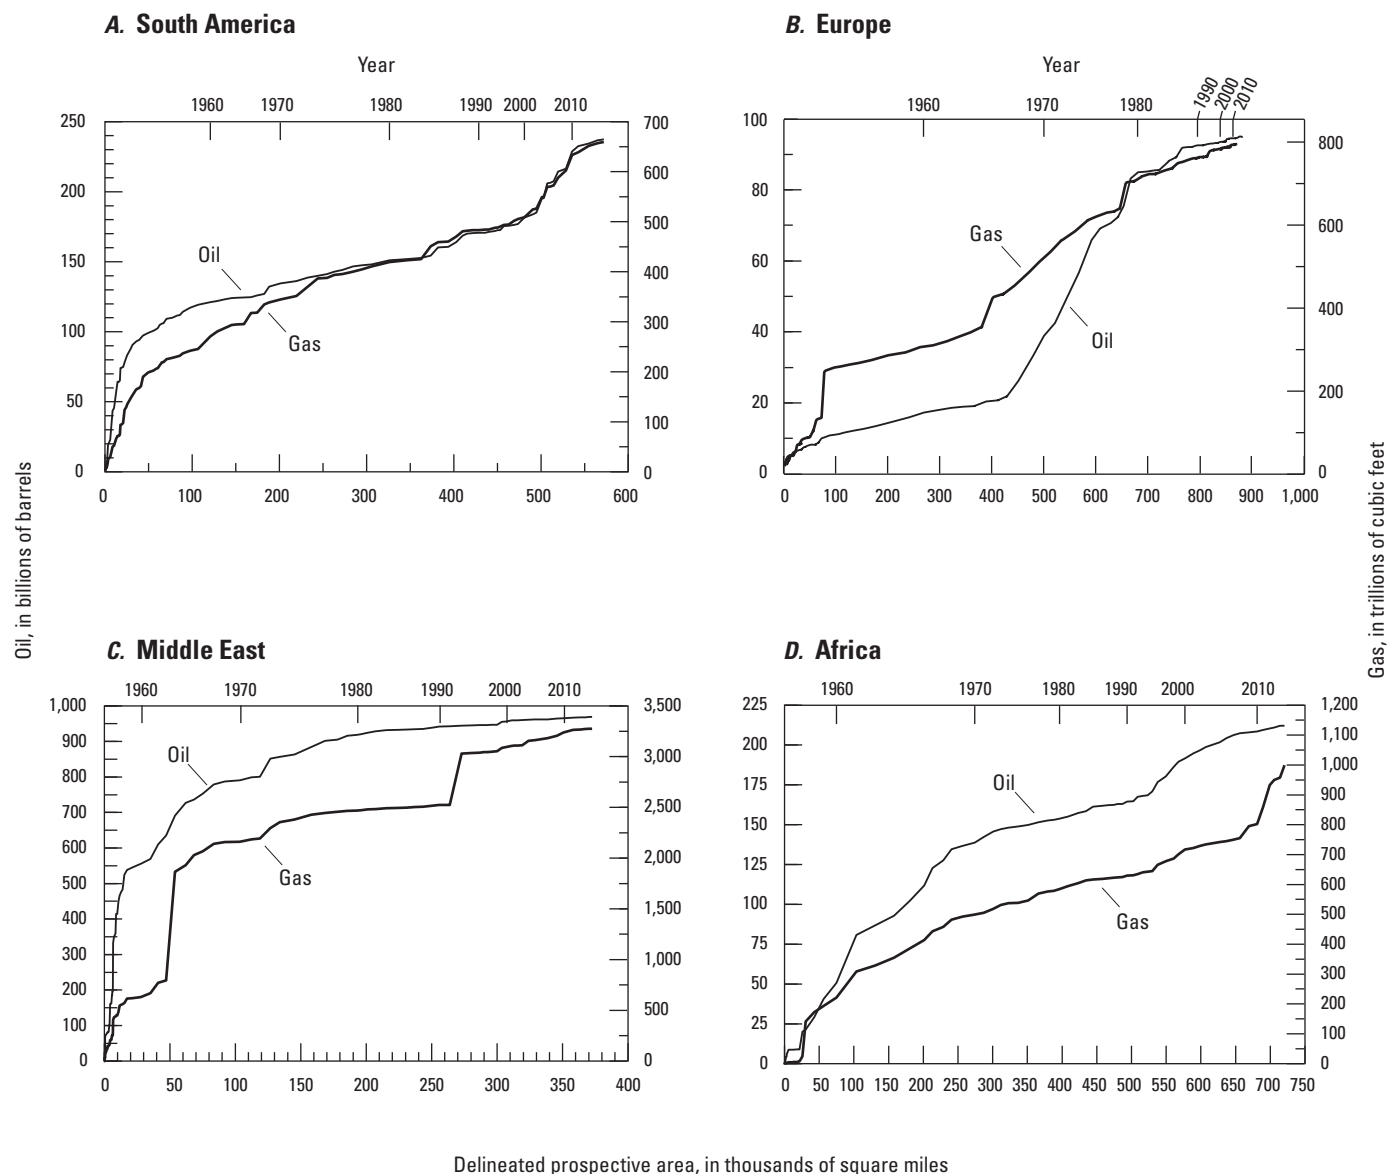 A. South America
Year
1960 1970 1980 1990 2000 2010
250
200
150
100
50
0
700
600
500
400
300
200
100
0
Oil
Gas
0 100 200 300 400 500 600
B. Europe
Year
1960 1970 1980 1990 2000 2010
100
80
60
40
20
0
800
600
400
200
0
Gas
Oil
0 100 200 300 400 500 600 700 800 900 1,000
Oil, in billions of barrels
Gas, in trillions of cubic feet
C. Middle East
1960 1970 1980 1990 2000 2010
1,000
900
800
700
600
500
400
300
200
100
0
3,500
3,000
2,500
2,000
1,500
1,000
500
0
Oil
Gas
0 50 100 150 200 250 300 350 400
D. Africa
1960 1970 1980 1990 2000 2010
225
200
175
150
125
100
75
50
25
0
1,200
1,100
1,000
900
800
700
600
500
400
300
200
100
0
Oil
Gas
0 50 100 150 200 250 300 350 400 450 500 550 600 650 700 750
Delineated prospective area, in thousands of square miles